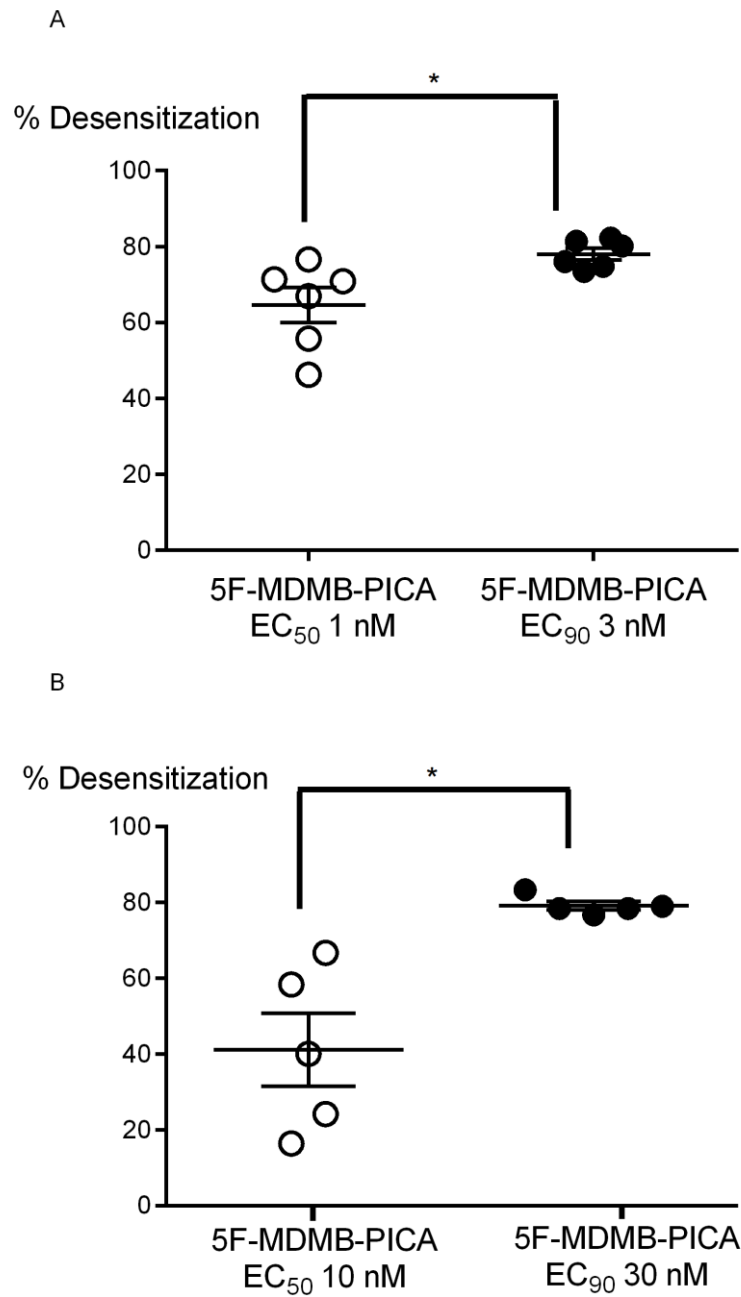 A
*
% Desensitization
100
80
60
40
20
0
5F-MDMB-PICA 5F-MDMB-PICA
EC₅₀ 1 nM EC₉₀ 3 nM
B
% Desensitization *
100
80
60
40
20
0
5F-MDMB-PICA 5F-MDMB-PICA
EC₅₀ 10 nM EC₉₀ 30 nM